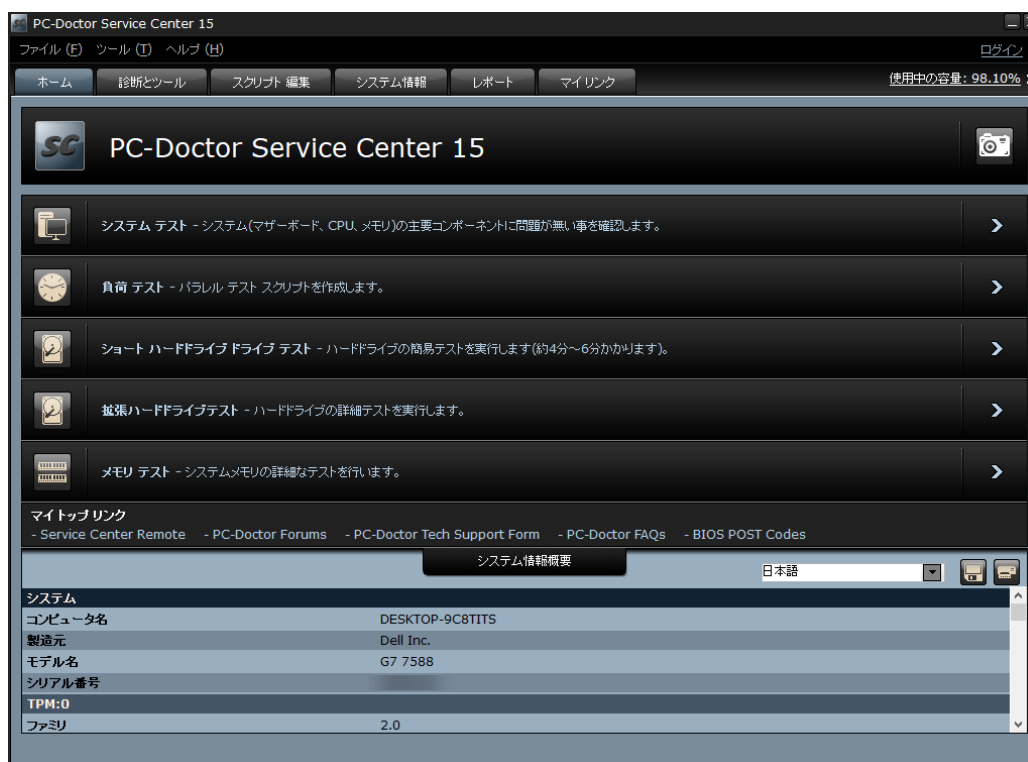 PC-Doctor Service Center 15
ファイル (F) ツール (T) ヘルプ (H) ログイン
ホーム 診断とツール スクリプト 編集 システム情報 レポート マイ リンク 使用中の容量: 98.10%
SC PC-Doctor Service Center 15
システム テスト - システム(マザーボード、CPU、メモリ)の主要コンポーネントに問題が無い事を確認します。
負荷 テスト - パラレル テスト スクリプトを作成します。
ショート ハードドライブ ドライブ テスト - ハードドライブの簡易テストを実行します(約4分～6分かかります)。
拡張ハードドライブテスト - ハードドライブの詳細テストを実行します。
メモリ テスト - システムメモリの詳細なテストを行います。
マイ トップ リンク
- Service Center Remote - PC-Doctor Forums - PC-Doctor Tech Support Form - PC-Doctor FAQs - BIOS POST Codes
システム情報概要
日本語
システム
コンピュータ名 DESKTOP-9C8TITS
製造元 Dell Inc.
モデル名 G7 7588
シリアル番号
TPM:0
ファミリ 2.0